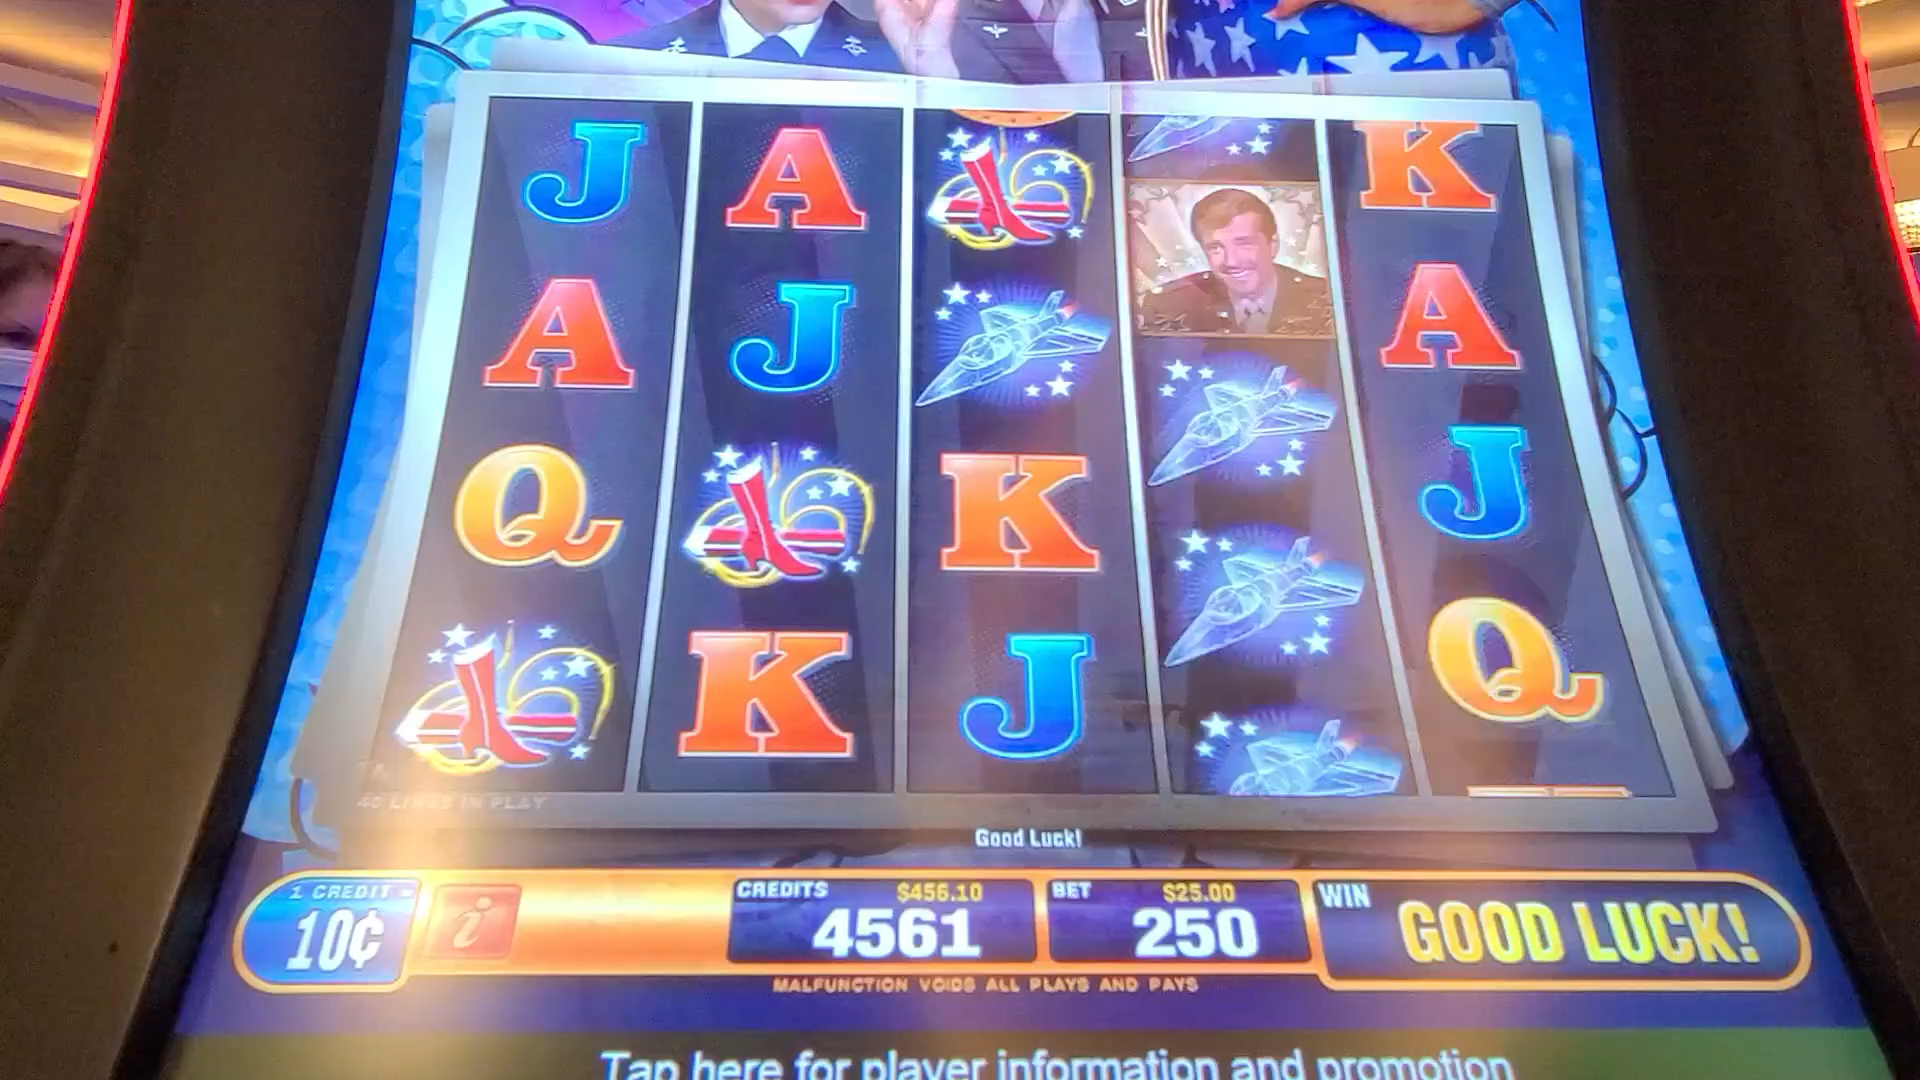 J A K
A J A
Q K J
K J Q
40 LINES IN PLAY
Good Luck!
1 CREDIT =
10¢
i
CREDITS $456.10
4561
BET $25.00
250
WIN
GOOD LUCK!
MALFUNCTION VOIDS ALL PLAYS AND PAYS
Tap here for player information and promotion